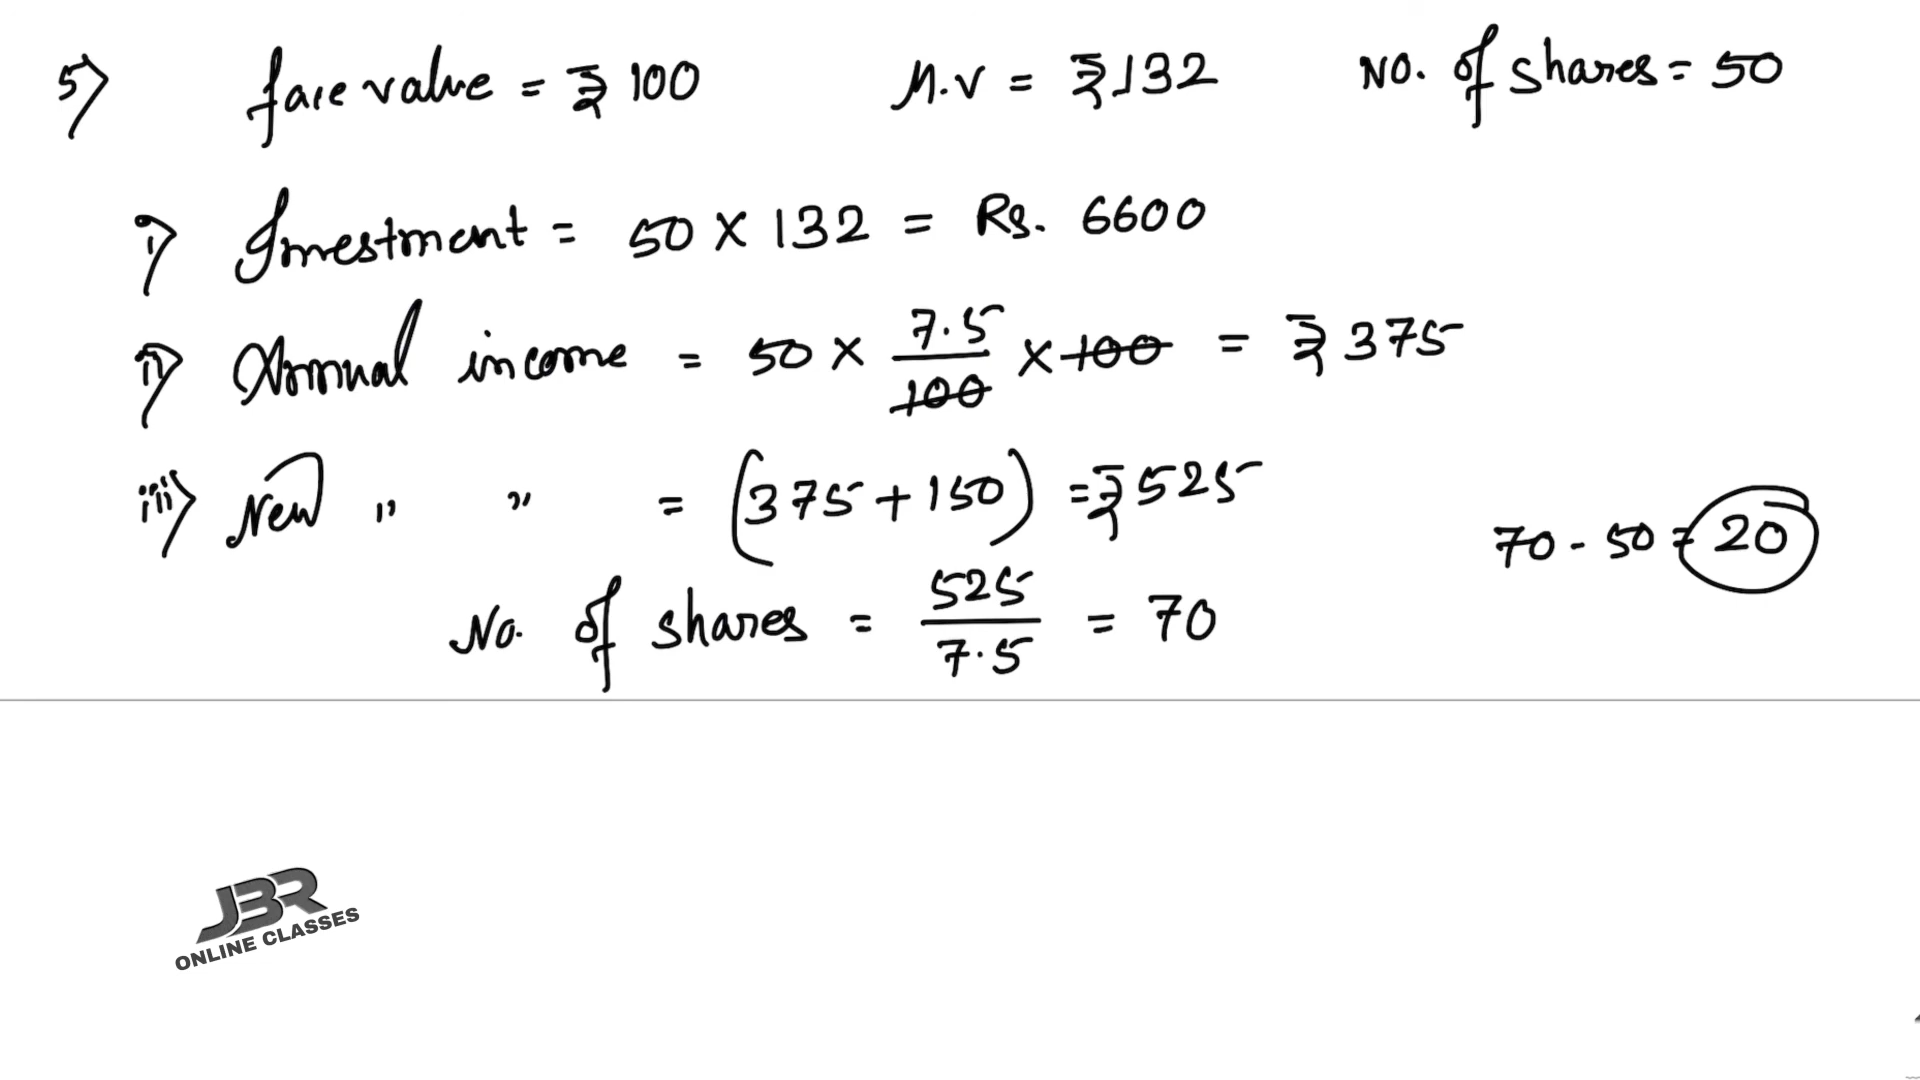 5) face value = ₹ 100 M.V = ₹ 132 No. of shares = 50
i) Investment = 50 × 132 = Rs. 6600
ii) Annual income = 50 × 7.5/100 × 100 = ₹ 375
iii) New " " = (375 + 150) = ₹ 525
70 - 50 = 20
No. of shares = 525/7.5 = 70
JBR
ONLINE CLASSES